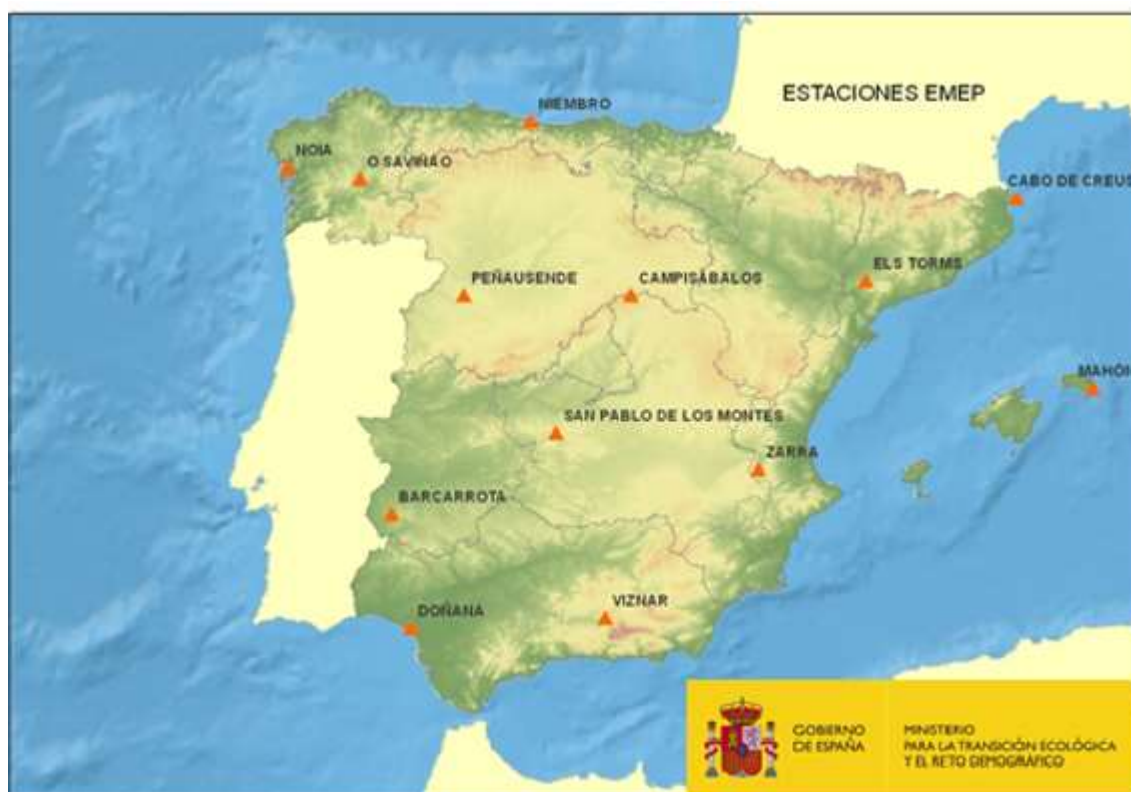 ESTACIONES EMEP
NIEMBRO
NOIA
O SAVIÑAO
CABO DE CREUS
ELS TORMS
PEÑAUSENDE
CAMPISÁBALOS
MAHÓN
SAN PABLO DE LOS MONTES
ZARRA
BARCARROTA
VIZNAR
DOÑANA
GOBIERNO
DE ESPAÑA
MINISTERIO
PARA LA TRANSICIÓN ECOLÓGICA
Y EL RETO DEMOGRÁFICO